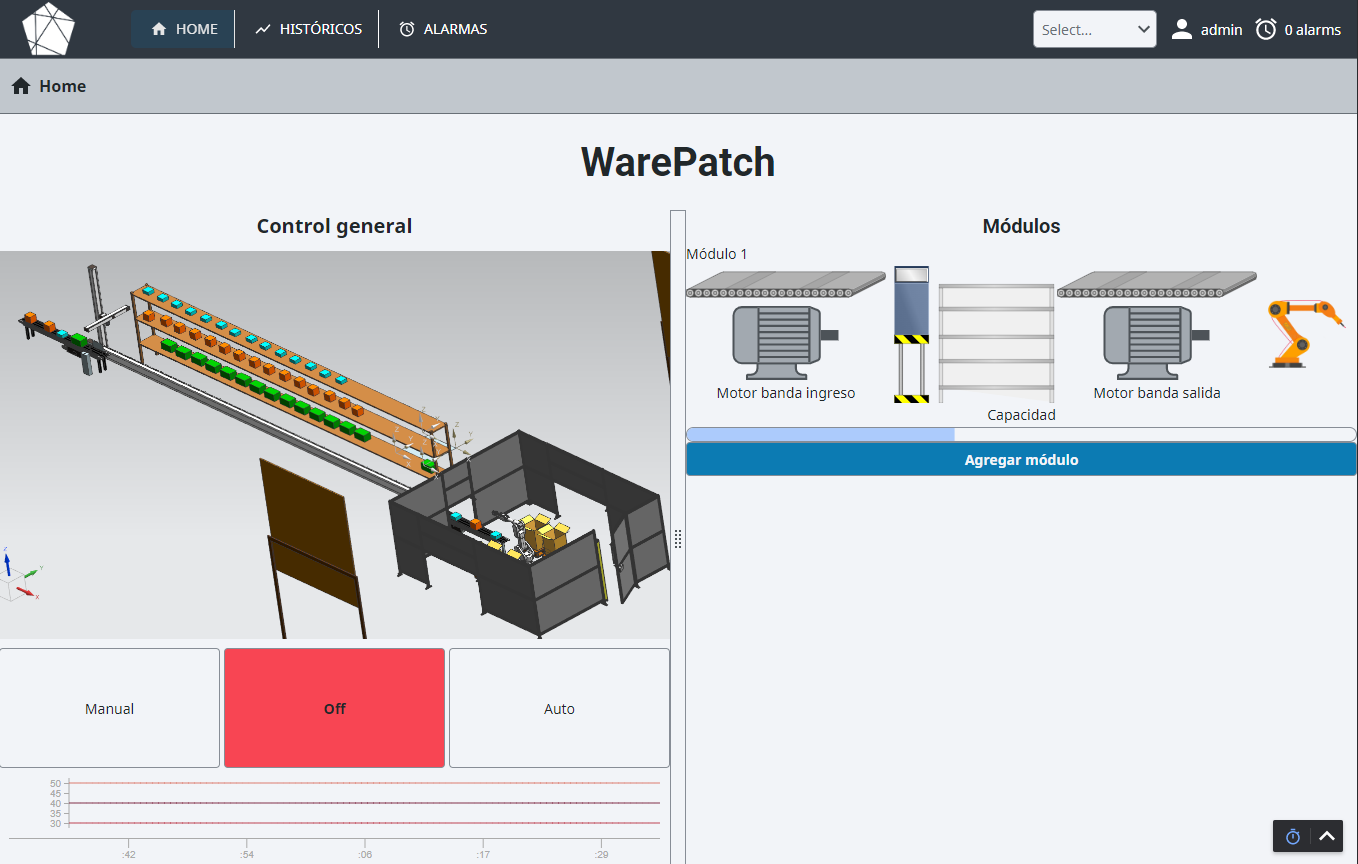 HOME
HISTÓRICOS
ALARMAS
Select...
admin
0 alarms
Home
WarePatch
Control general
Módulos
Módulo 1
Motor banda ingreso
Motor banda salida
Capacidad
Agregar módulo
Manual
Off
Auto
50
45
40
35
30
:42
:54
:06
:17
:29